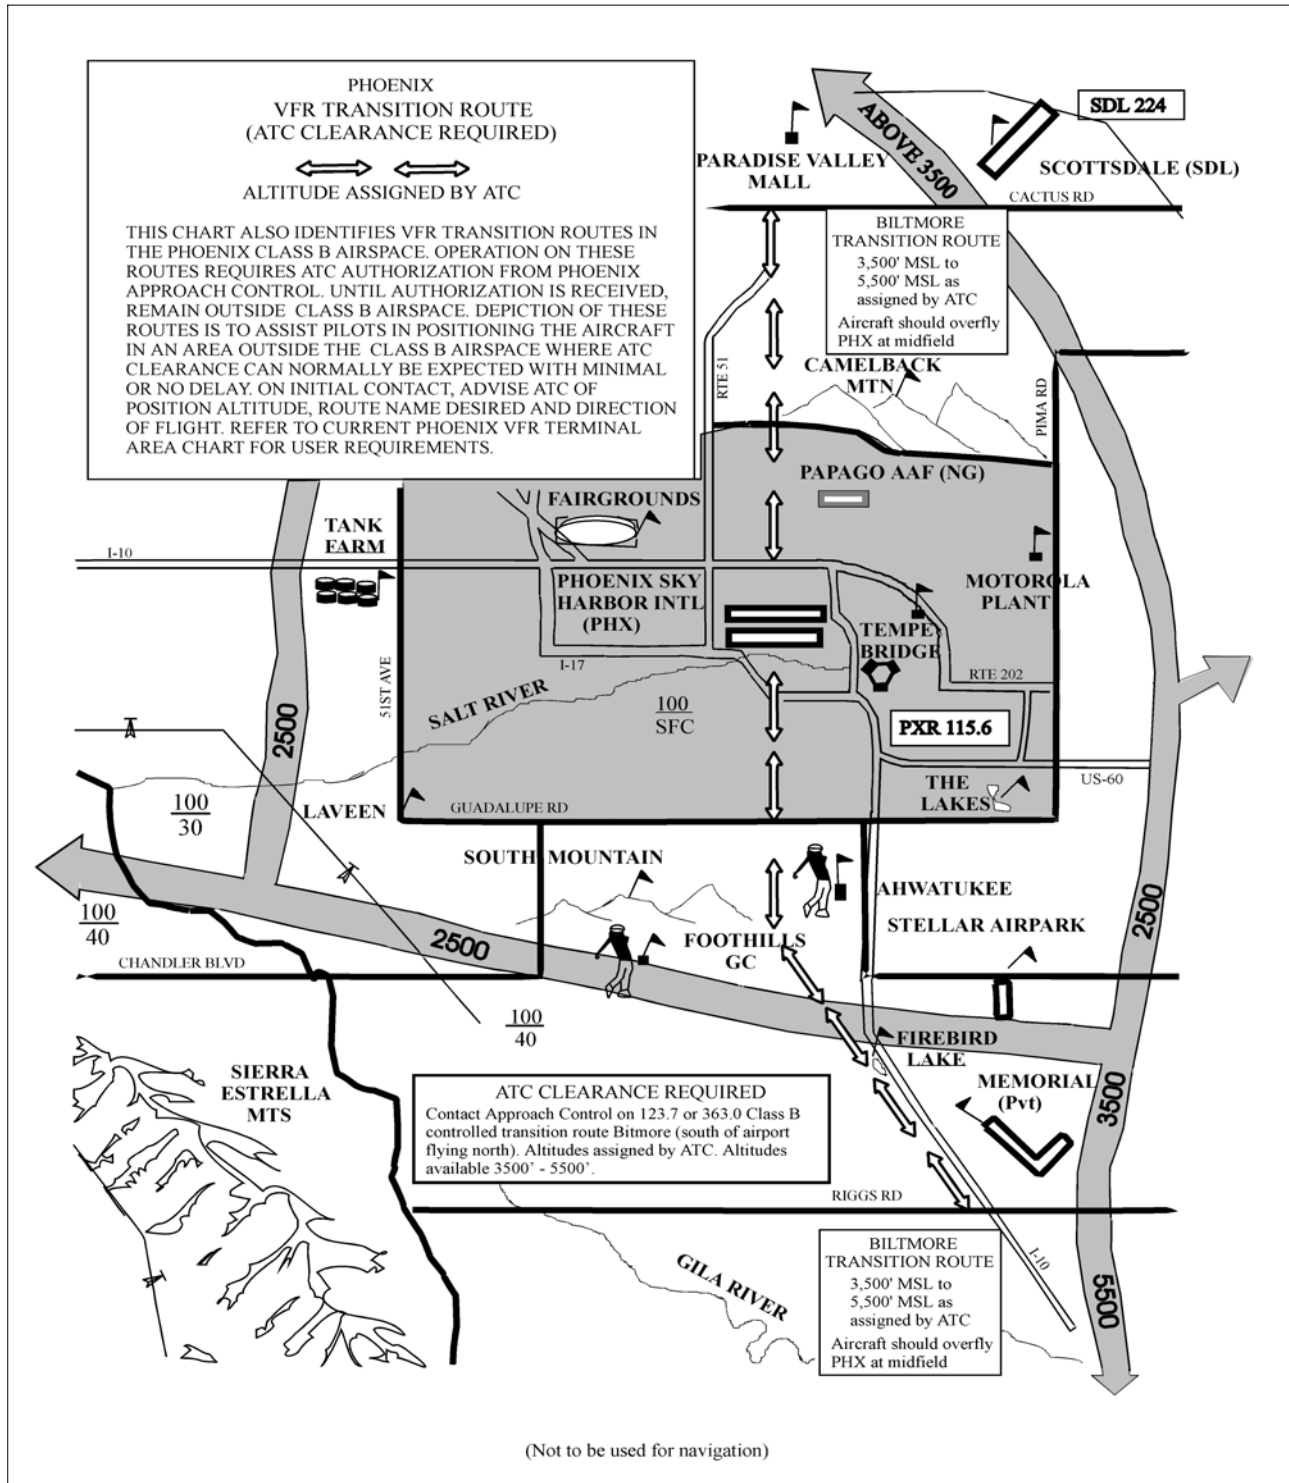 PHOENIX
VFR TRANSITION ROUTE
(ATC CLEARANCE REQUIRED)
ALTITUDE ASSIGNED BY ATC
THIS CHART ALSO IDENTIFIES VFR TRANSITION ROUTES IN
THE PHOENIX CLASS B AIRSPACE. OPERATION ON THESE
ROUTES REQUIRES ATC AUTHORIZATION FROM PHOENIX
APPROACH CONTROL. UNTIL AUTHORIZATION IS RECEIVED,
REMAIN OUTSIDE CLASS B AIRSPACE. DEPICTION OF THESE
ROUTES IS TO ASSIST PILOTS IN POSITIONING THE AIRCRAFT
IN AN AREA OUTSIDE THE CLASS B AIRSPACE WHERE ATC
CLEARANCE CAN NORMALLY BE EXPECTED WITH MINIMAL
OR NO DELAY. ON INITIAL CONTACT, ADVISE ATC OF
POSITION ALTITUDE, ROUTE NAME DESIRED AND DIRECTION
OF FLIGHT. REFER TO CURRENT PHOENIX VFR TERMINAL
AREA CHART FOR USER REQUIREMENTS.
ABOVE 3500
SDL 224
PARADISE VALLEY
MALL
SCOTTSDALE (SDL)
CACTUS RD
BILTMORE
TRANSITION ROUTE
3,500' MSL to
5,500' MSL as
assigned by ATC
Aircraft should overfly
PHX at midfield
RTE 51
CAMELBACK
MTN
PIMA RD
PAPAGO AAF (NG)
FAIRGROUNDS
TANK
FARM
I-10
PHOENIX SKY
HARBOR INTL
(PHX)
MOTOROLA
PLANT
TEMPE
BRIDGE
I-17
RTE 202
51ST AVE
SALT RIVER
100
SFC
2500
PXR 115.6
US-60
THE
LAKES
100
30
LAVEEN
GUADALUPE RD
SOUTH MOUNTAIN
AHWATUKEE
STELLAR AIRPARK
2500
100
40
2500
FOOTHILLS
GC
CHANDLER BLVD
100
40
FIREBIRD
LAKE
SIERRA
ESTRELLA
MTS
MEMORIAL
(Pvt)
3500
ATC CLEARANCE REQUIRED
Contact Approach Control on 123.7 or 363.0 Class B
controlled transition route Bitmore (south of airport
flying north). Altitudes assigned by ATC. Altitudes
available 3500' - 5500'.
RIGGS RD
GILA RIVER
BILTMORE
TRANSITION ROUTE
3,500' MSL to
5,500' MSL as
assigned by ATC
Aircraft should overfly
PHX at midfield
I-10
5500
(Not to be used for navigation)